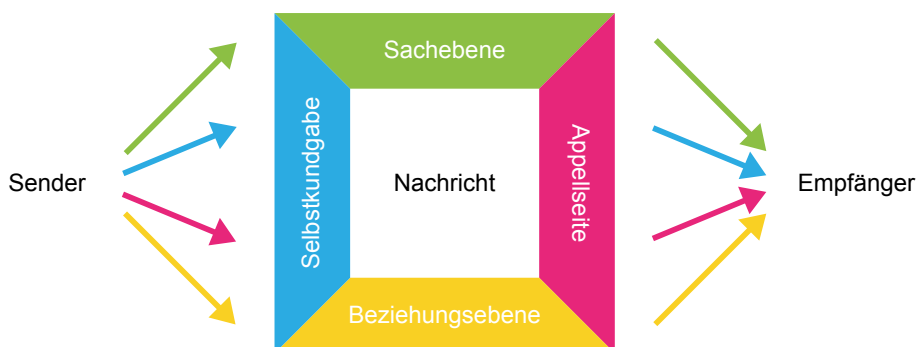 Sachebene
Sender
Selbstkundgabe
Nachricht
Appellseite
Empfänger
Beziehungsebene